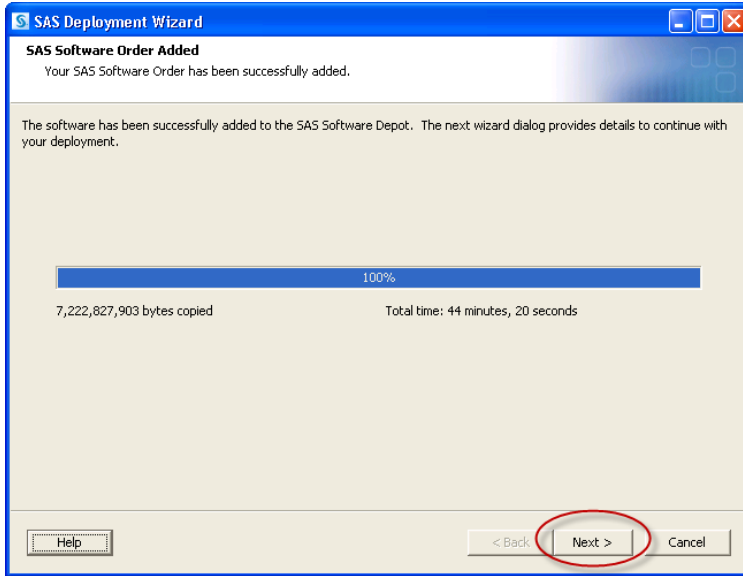 SAS Deployment Wizard
SAS Software Order Added
Your SAS Software Order has been successfully added.
The software has been successfully added to the SAS Software Depot. The next wizard dialog provides details to continue with
your deployment.
100%
7,222,827,903 bytes copied
Total time: 44 minutes, 20 seconds
Help
< Back
Next >
Cancel